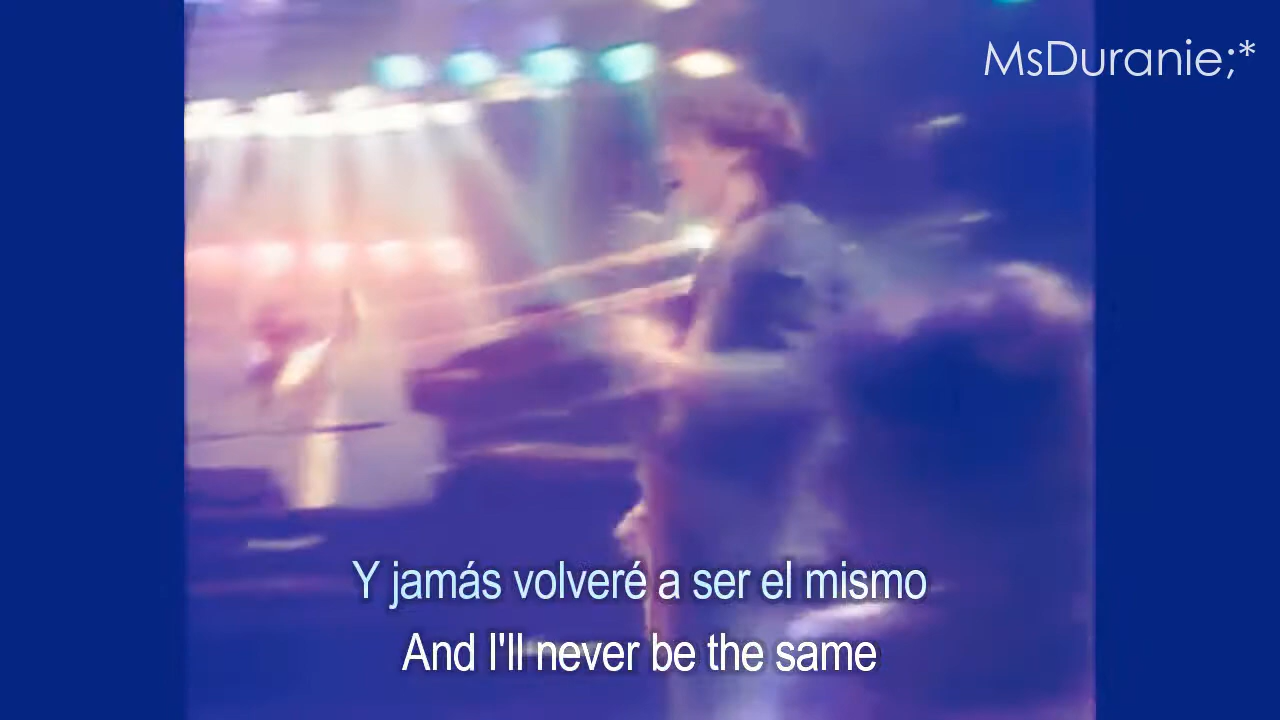 MsDuranie;*
Y jamás volveré a ser el mismo
And I'll never be the same